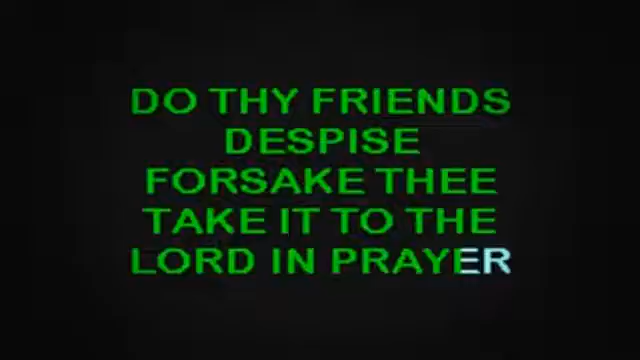 DO THY FRIENDS
DESPISE
FORSAKE THEE
TAKE IT TO THE
LORD IN PRAYER